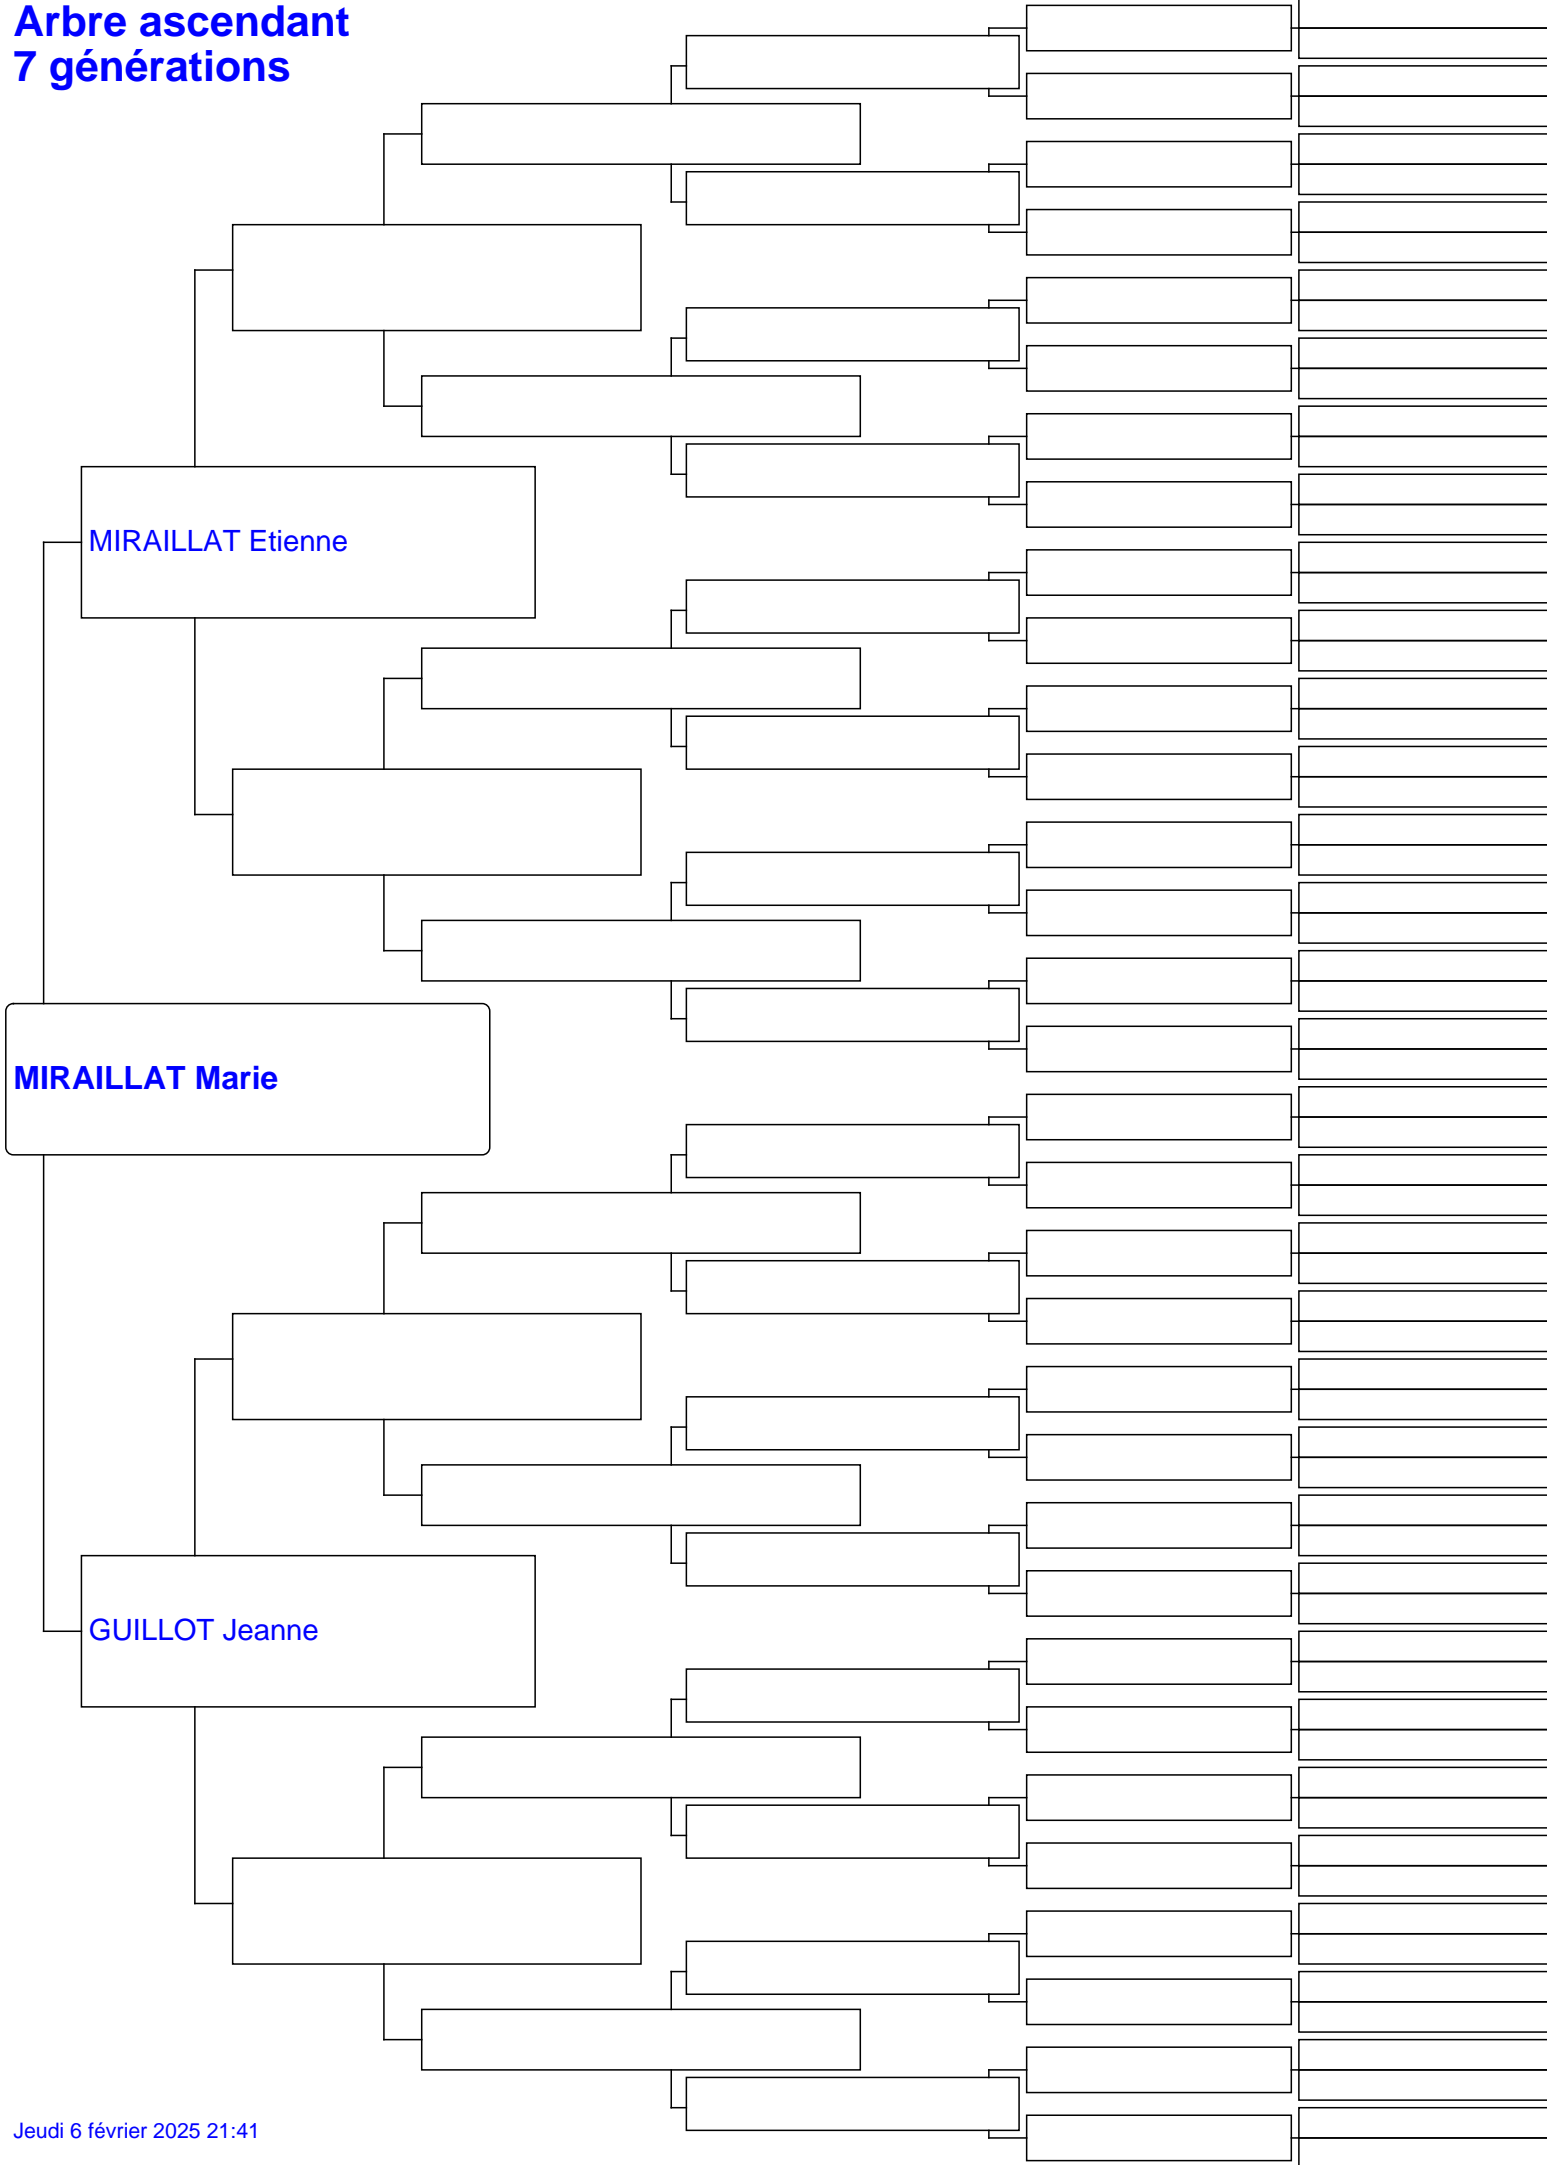 Arbre ascendant
7 générations
MIRAILLAT Etienne
MIRAILLAT Marie
GUILLOT Jeanne
Jeudi 6 février 2025 21:41